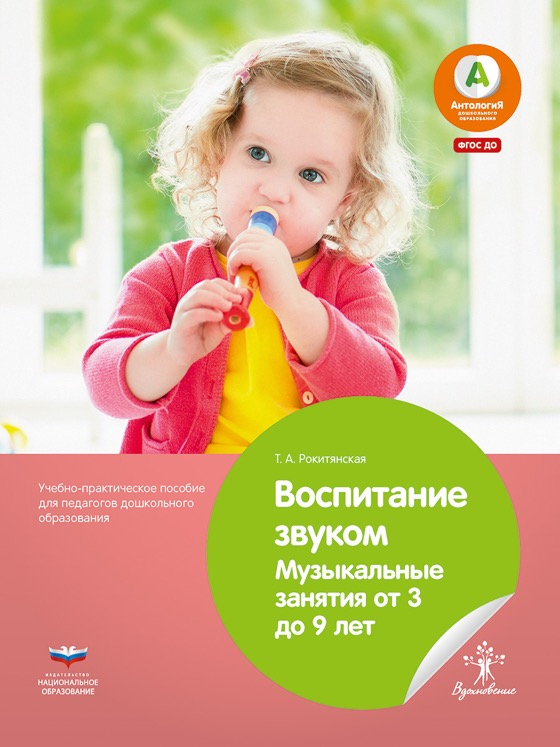 АнтологиЯ
ДОШКОЛЬНОГО
ОБРАЗОВАНИЯ
ФГОС ДО
Т. А. Рокитянская
Воспитание
звуком
Музыкальные
занятия от 3
до 9 лет
Учебно-практическое пособие
для педагогов дошкольного
образования
ИЗДАТЕЛЬСТВО
НАЦИОНАЛЬНОЕ
ОБРАЗОВАНИЕ
Вдохновение